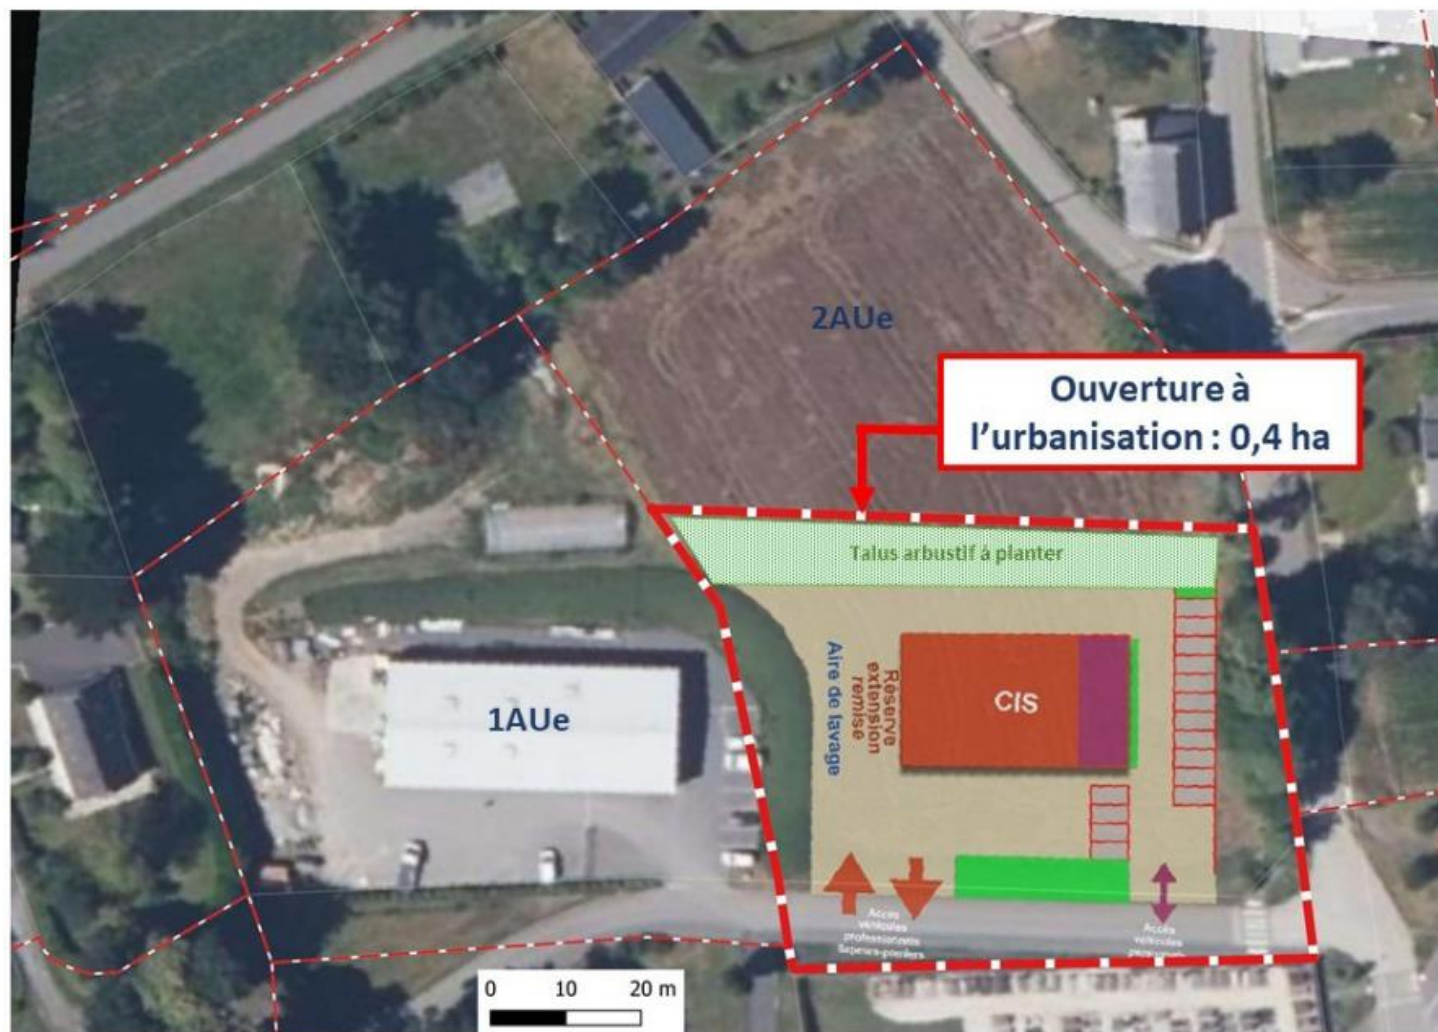 2AUe
Ouverture à
l'urbanisation : 0,4 ha
Talus arbustif à planter
Aire de lavage
Réserve
extension
remise
CIS
1AUe
Accès
véhicules
professionnels
Sapeurs-pompiers
Accès
véhicules
0 10 20 m